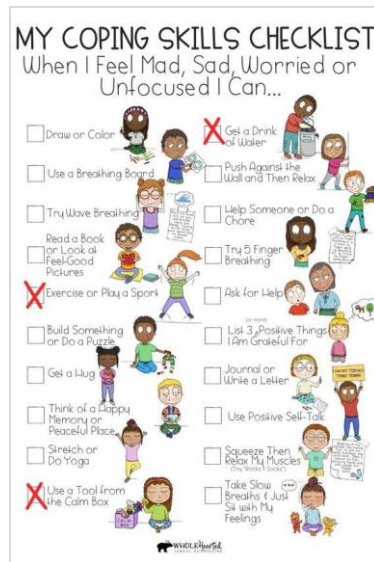 MY COPING SKILLS CHECKLIST
When I Feel Mad, Sad, Worried or
Unfocused I Can...
Draw or Color
Use a Breathing Board
Try Wave Breathing
Read a Book
or Look at
Feel-Good
Pictures
Exercise or Play a Sport
Build Something
or Do a Puzzle
Get a Hug
Think of a Happy
Memory or
Peaceful Place
Stretch or
Do Yoga
Use a Tool from
the Calm Box
Get a Drink
of Water
Push Against the
Wall and Then Relax
Help Someone or Do a
Chore
Try 5 Finger
Breathing
Ask for Help
(or more)
List 3 Positive Things
I Am Grateful For
Journal or
Write a Letter
Use Positive Self-Talk
Squeeze Then
Relax My Muscles
Take Slow
Breaths & Just
Sit with My
Feelings
WHOLEHearted